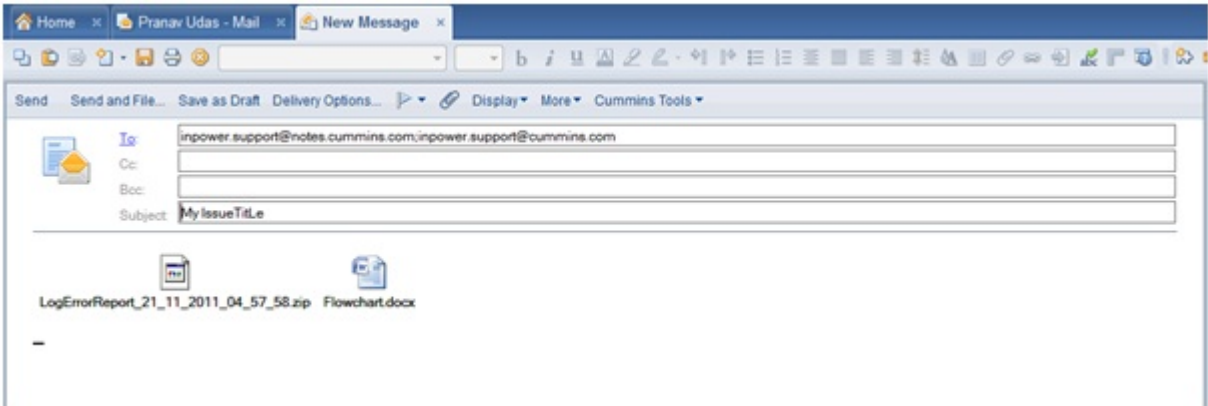 Home Pranav Udas - Mail New Message
b i U A
Send Send and File... Save as Draft Delivery Options... Display More Cummins Tools
To: inpower.support@notes.cummins.com;inpower.support@cummins.com
Cc:
Bcc:
Subject: My IssueTitLe
LogErrorReport_21_11_2011_04_57_58.zip Flowchart.docx